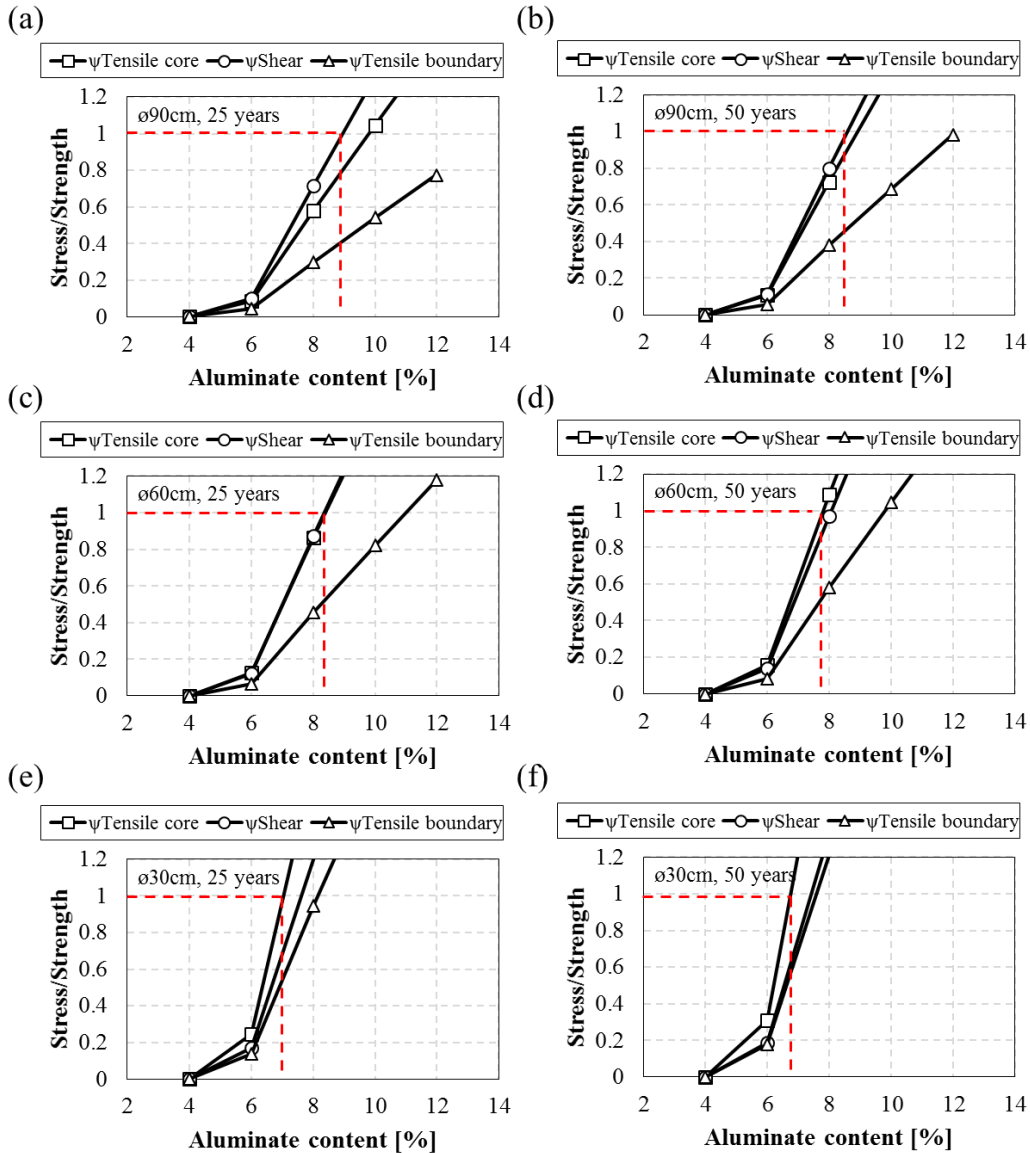 (a)
ψTensile core ψShear ψTensile boundary
ø90cm, 25 years
Stress/Strength
1.2
1
0.8
0.6
0.4
0.2
0
2 4 6 8 10 12 14
Aluminate content [%]
(b)
ψTensile core ψShear ψTensile boundary
ø90cm, 50 years
Stress/Strength
1.2
1
0.8
0.6
0.4
0.2
0
2 4 6 8 10 12 14
Aluminate content [%]
(c)
ψTensile core ψShear ψTensile boundary
ø60cm, 25 years
Stress/Strength
1.2
1
0.8
0.6
0.4
0.2
0
2 4 6 8 10 12 14
Aluminate content [%]
(d)
ψTensile core ψShear ψTensile boundary
ø60cm, 50 years
Stress/Strength
1.2
1
0.8
0.6
0.4
0.2
0
2 4 6 8 10 12 14
Aluminate content [%]
(e)
ψTensile core ψShear ψTensile boundary
ø30cm, 25 years
Stress/Strength
1.2
1
0.8
0.6
0.4
0.2
0
2 4 6 8 10 12 14
Aluminate content [%]
(f)
ψTensile core ψShear ψTensile boundary
ø30cm, 50 years
Stress/Strength
1.2
1
0.8
0.6
0.4
0.2
0
2 4 6 8 10 12 14
Aluminate content [%]